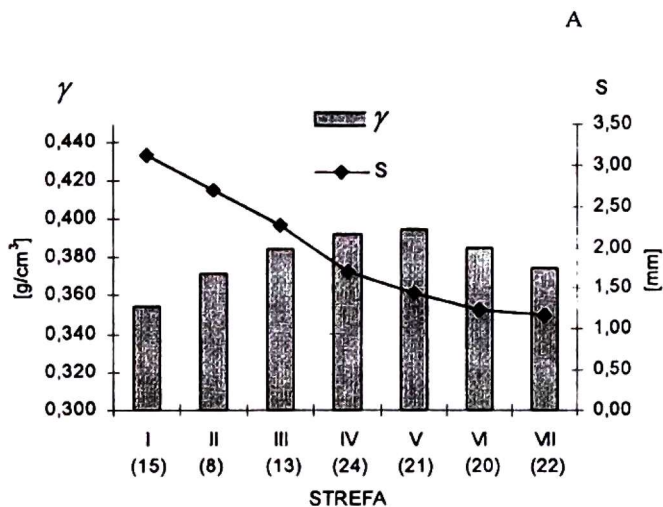 A
γ
S
γ
S
[g/cm³]
0,440
0,420
0,400
0,380
0,360
0,340
0,320
0,300
3,50
3,00
2,50
2,00
1,50
1,00
0,50
0,00
[mm]
I II III IV V VI VII
(15) (8) (13) (24) (21) (20) (22)
STREFA